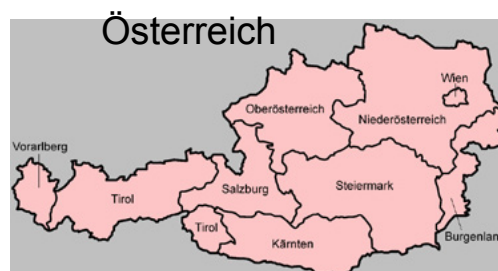 Österreich
Wien
Oberösterreich
Niederösterreich
Vorarlberg
Tirol
Salzburg
Steiermark
Tirol
Kärnten
Burgenlan